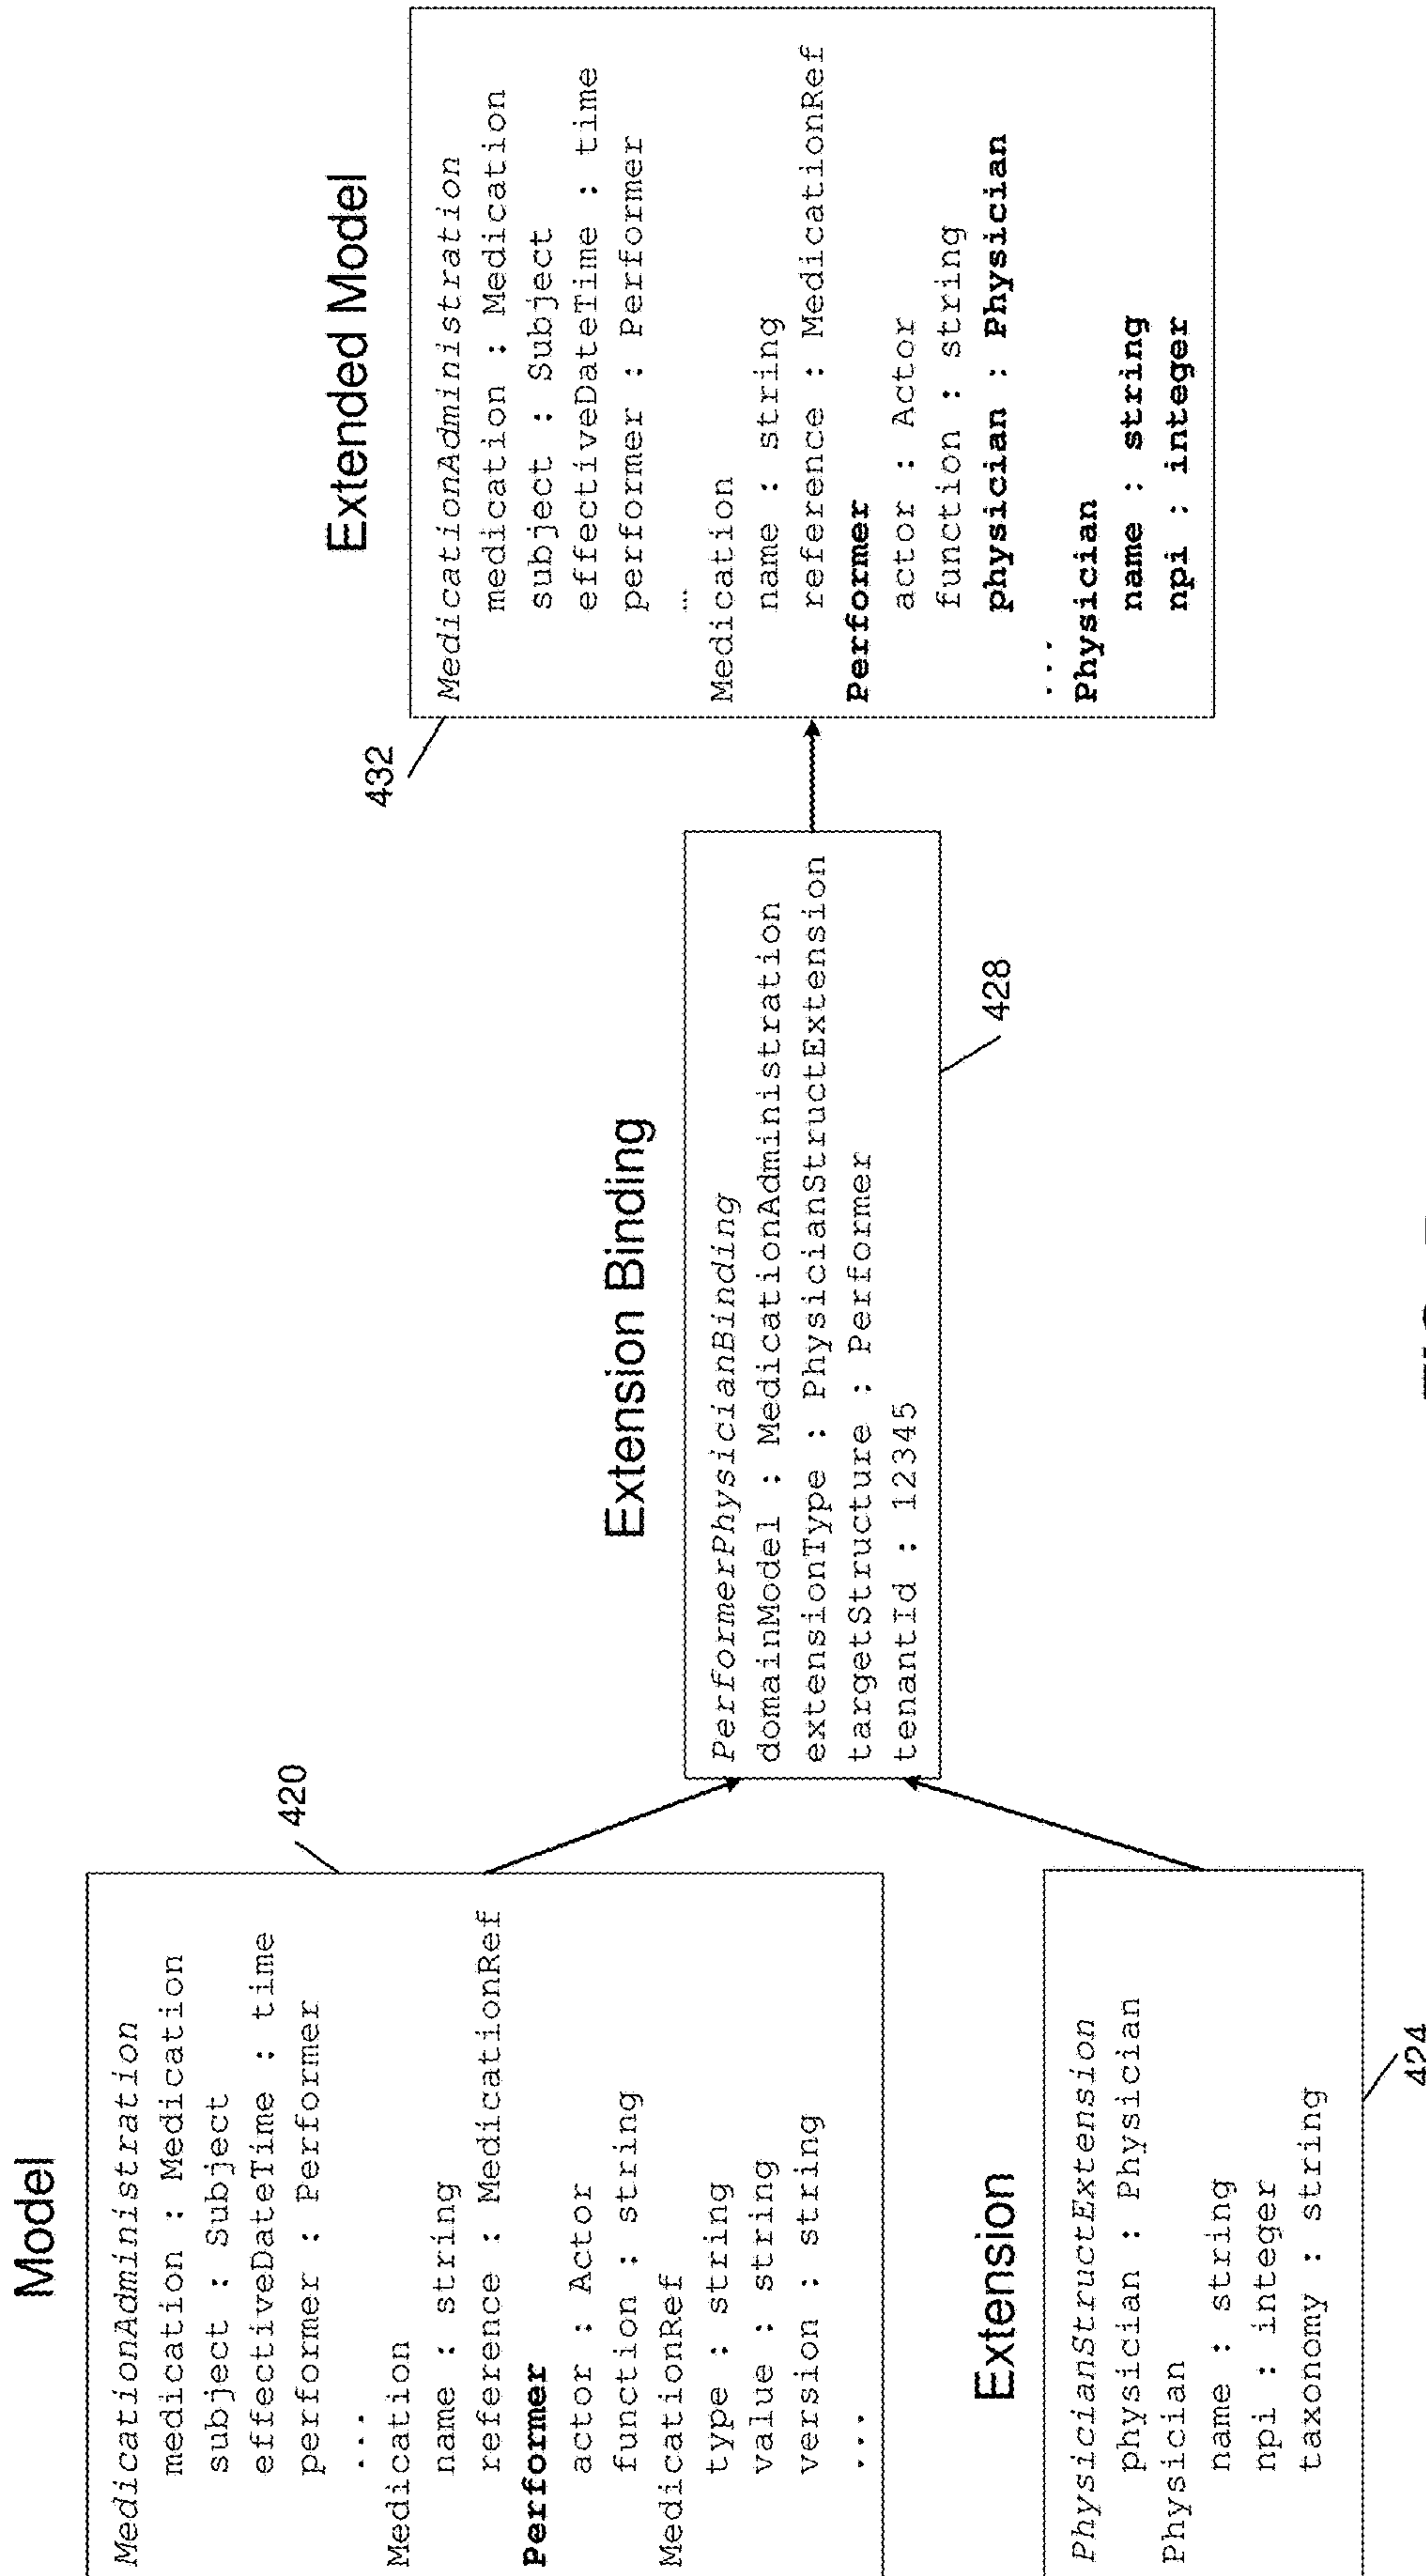 Model
MedicationAdministration
medication : Medication
subject : Subject
effectiveDateTime : time
performer : Performer
...
Medication
name : string
reference : MedicationRef
Performer
actor : Actor
function : string
MedicationRef
type : string
value : string
version : string
...
420
Extension
PhysicianStructExtension
physician : Physician
Physician
name : string
npi : integer
taxonomy : string
424
Extension Binding
PerformerPhysicianBinding
domainModel : MedicationAdministration
extensionType : PhysicianStructExtension
targetStructure : Performer
tenantId : 12345
428
Extended Model
432
MedicationAdministration
medication : Medication
subject : Subject
effectiveDateTime : time
performer : Performer
...
Medication
name : string
reference : MedicationRef
Performer
actor : Actor
function : string
physician : Physician
...
Physician
name : string
npi : integer